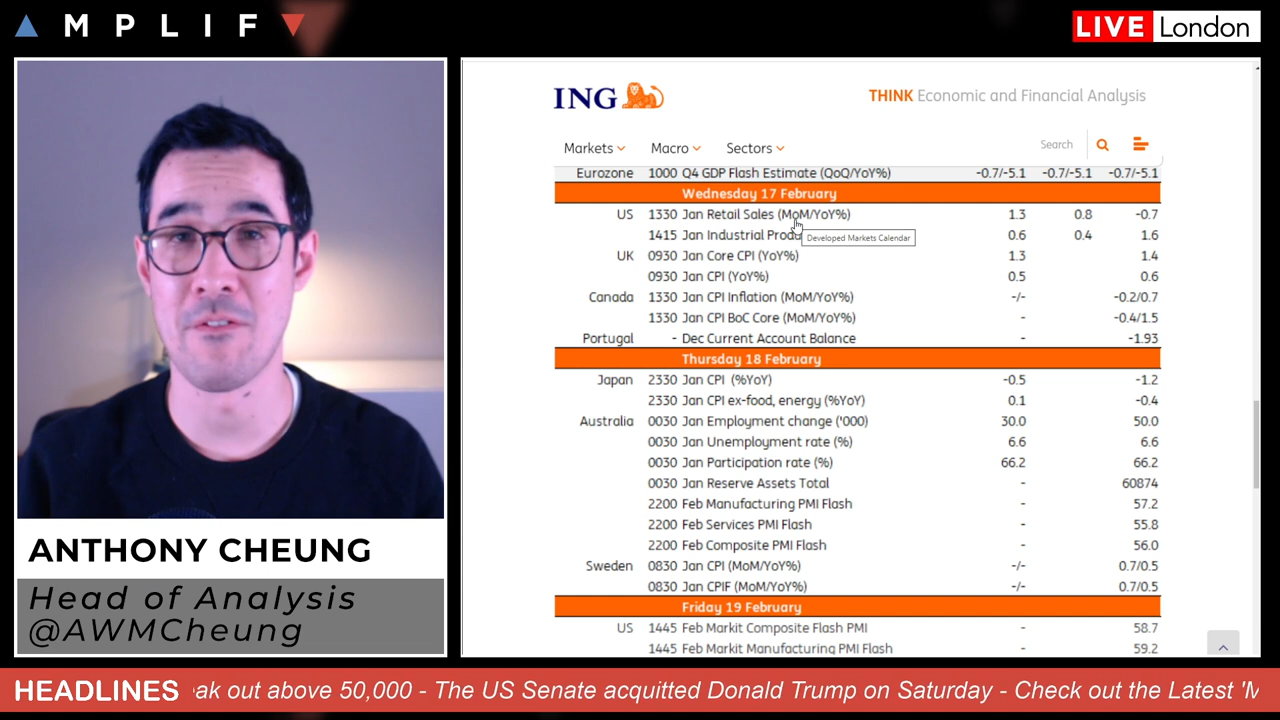 AMPLIFY
LIVE London
ING
THINK Economic and Financial Analysis
Markets Macro Sectors Search
Eurozone 1000 Q4 GDP Flash Estimate (QoQ/YoY%) -0.7/-5.1 -0.7/-5.1 -0.7/-5.1
Wednesday 17 February
US 1330 Jan Retail Sales (MoM/YoY%) 1.3 0.8 -0.7
1415 Jan Industrial Produ 0.6 0.4 1.6
Developed Markets Calendar
UK 0930 Jan Core CPI (YoY%) 1.3 1.4
0930 Jan CPI (YoY%) 0.5 0.6
Canada 1330 Jan CPI Inflation (MoM/YoY%) -/- -0.2/0.7
1330 Jan CPI BoC Core (MoM/YoY%) - -0.4/1.5
Portugal - Dec Current Account Balance - -1.93
Thursday 18 February
Japan 2330 Jan CPI (%YoY) -0.5 -1.2
2330 Jan CPI ex-food, energy (%YoY) 0.1 -0.4
Australia 0030 Jan Employment change ('000) 30.0 50.0
0030 Jan Unemployment rate (%) 6.6 6.6
0030 Jan Participation rate (%) 66.2 66.2
0030 Jan Reserve Assets Total - 60874
2200 Feb Manufacturing PMI Flash - 57.2
2200 Feb Services PMI Flash - 55.8
2200 Feb Composite PMI Flash - 56.0
Sweden 0830 Jan CPI (MoM/YoY%) -/- 0.7/0.5
0830 Jan CPIF (MoM/YoY%) -/- 0.7/0.5
Friday 19 February
US 1445 Feb Markit Composite Flash PMI - 58.7
1445 Feb Markit Manufacturing Flash PMI - 59.2
ANTHONY CHEUNG
Head of Analysis
@AWMCheung
HEADLINES eak out above 50,000 - The US Senate acquitted Donald Trump on Saturday - Check out the Latest 'M